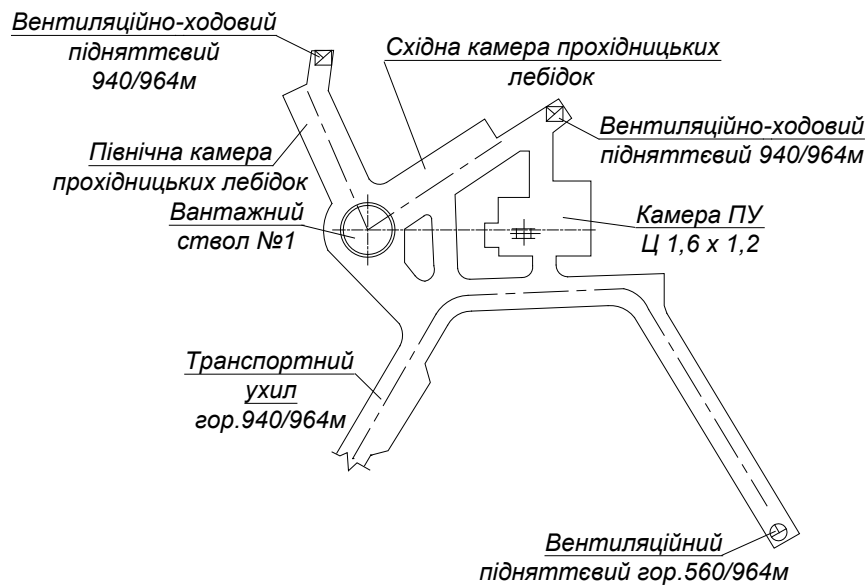 Вентиляційно-ходовий
підняттєвий
940/964м
Східна камера прохідницьких
лебідок
Вентиляційно-ходовий
підняттєвий 940/964м
Північна камера
прохідницьких лебідок
Вантажний
ствол №1
Камера ПУ
Ц 1,6 х 1,2
Транспортний
ухил
гор.940/964м
Вентиляційний
підняттєвий гор.560/964м